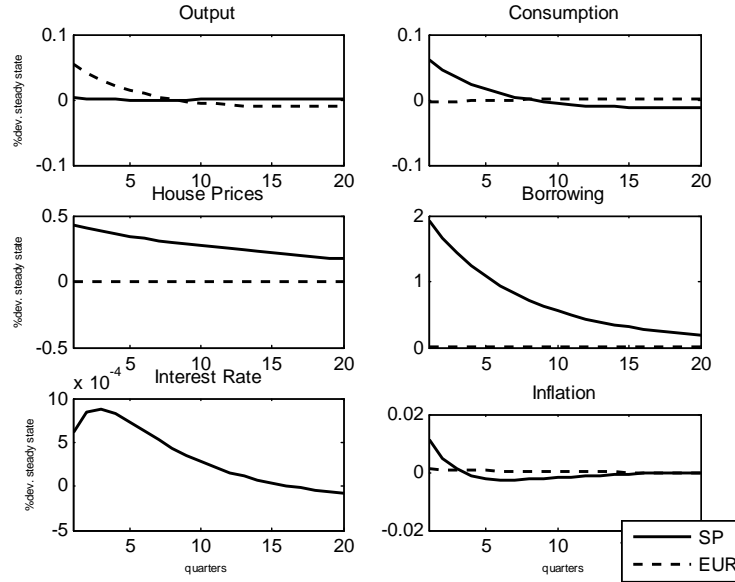 Output
Consumption
%dev. steady state
0.1
0
-0.1
5 10 15 20
0.1
0
-0.1
5 10 15 20
House Prices
Borrowing
%dev. steady state
0.5
0
-0.5
5 10 15 20
2
1
0
5 10 15 20
Interest Rate
Inflation
x 10-4
%dev. steady state
10
5
0
-5
5 10 15 20
quarters
0.02
0
-0.02
5 10 15 20
quarters
SP
EUR